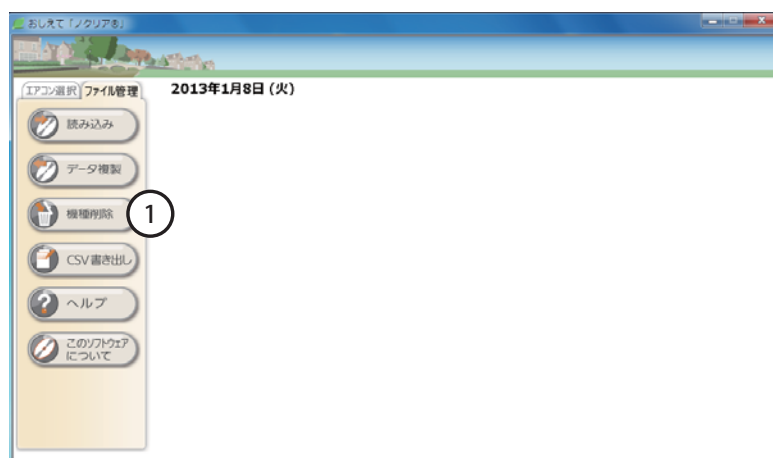 おしえて「ノクリア®」
エアコン選択 ファイル管理
2013年1月8日 (火)
読み込み
データ複製
機種削除
1
CSV書き出し
ヘルプ
このソフトウェア
について